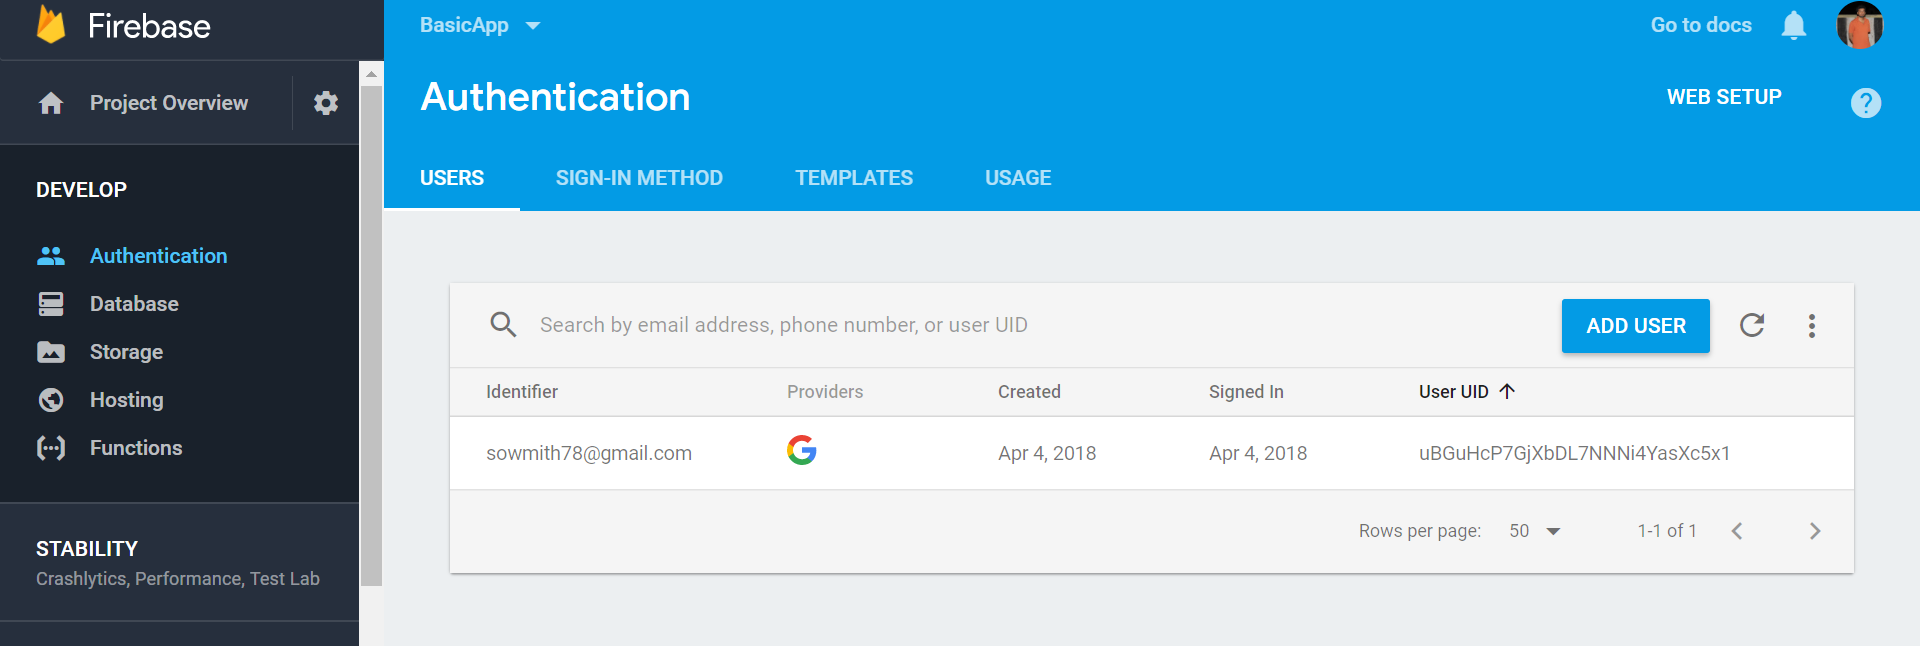 Firebase
Project Overview
DEVELOP
Authentication
Database
Storage
Hosting
Functions
STABILITY
Crashlytics, Performance, Test Lab
BasicApp
Go to docs
Authentication
WEB SETUP
?
USERS SIGN-IN METHOD TEMPLATES USAGE
Search by email address, phone number, or user UID
ADD USER
Identifier Providers Created Signed In User UID
sowmith78@gmail.com Apr 4, 2018 Apr 4, 2018 uBGuHcP7GjXbDL7NNNi4YasXc5x1
Rows per page: 50 1-1 of 1